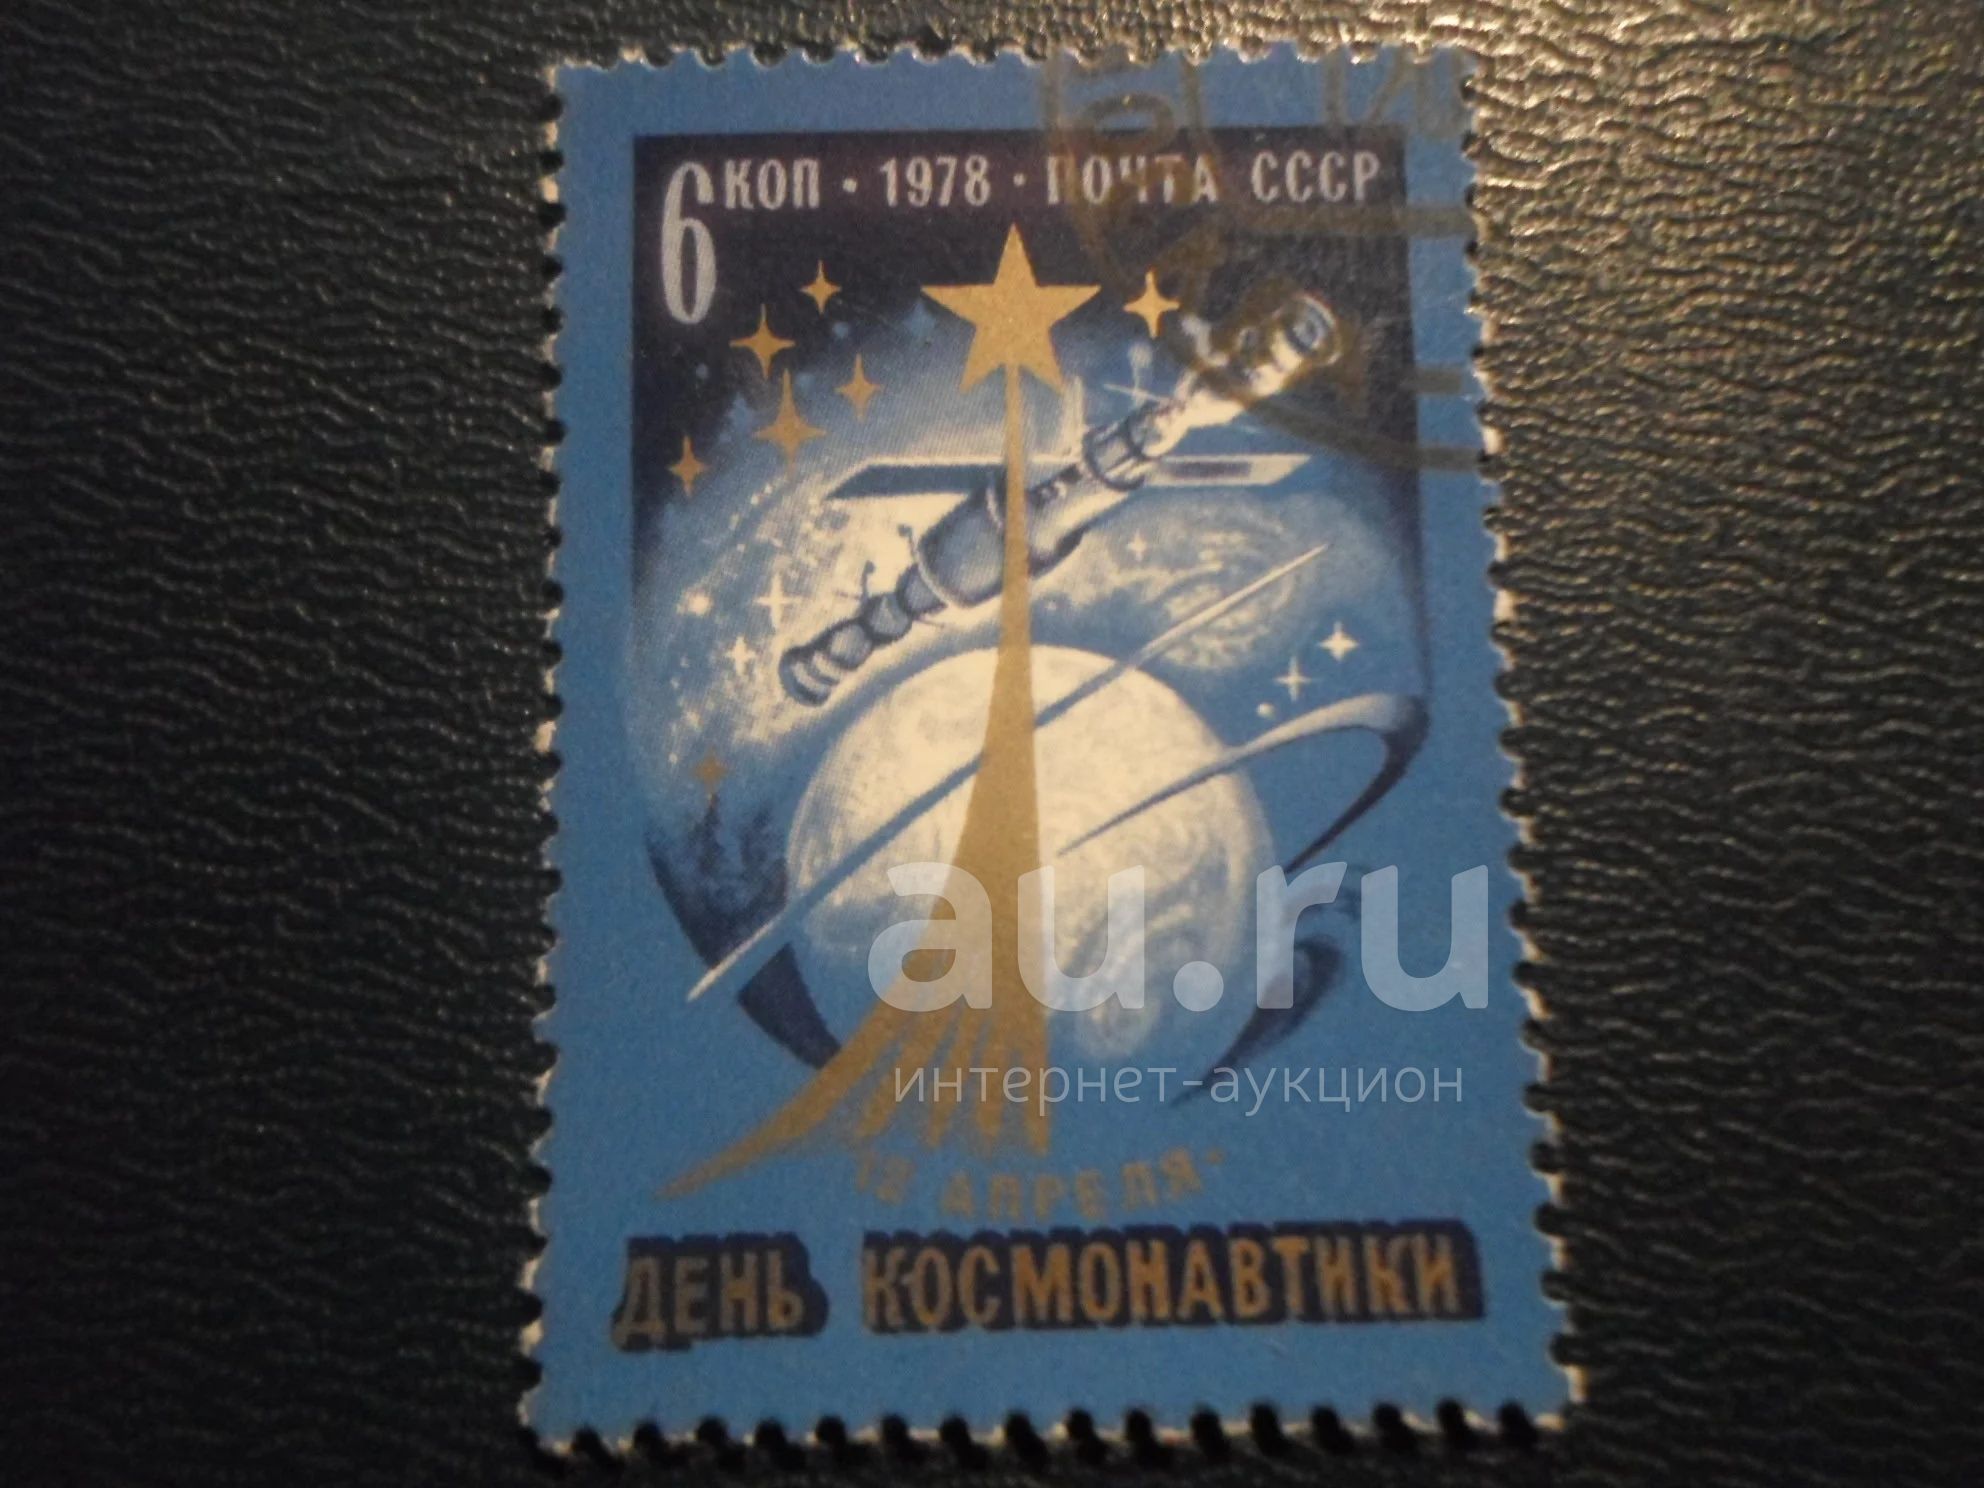 6 КОП · 1978 · ПОЧТА СССР
au.ru
интернет-аукцион
12 АПРЕЛЯ-
ДЕНЬ КОСМОНАВТИКИ